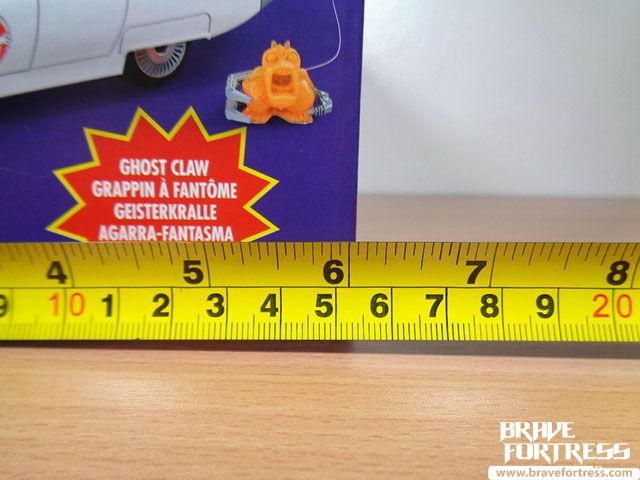 GHOST CLAW
GRAPPIN À FANTÔME
GEISTERKRALLE
AGARRA-FANTASMA
4 5 6 7 8
9 10 1 2 3 4 5 6 7 8 9 20
BRAVE
FORTRESS
www.bravefortress.com